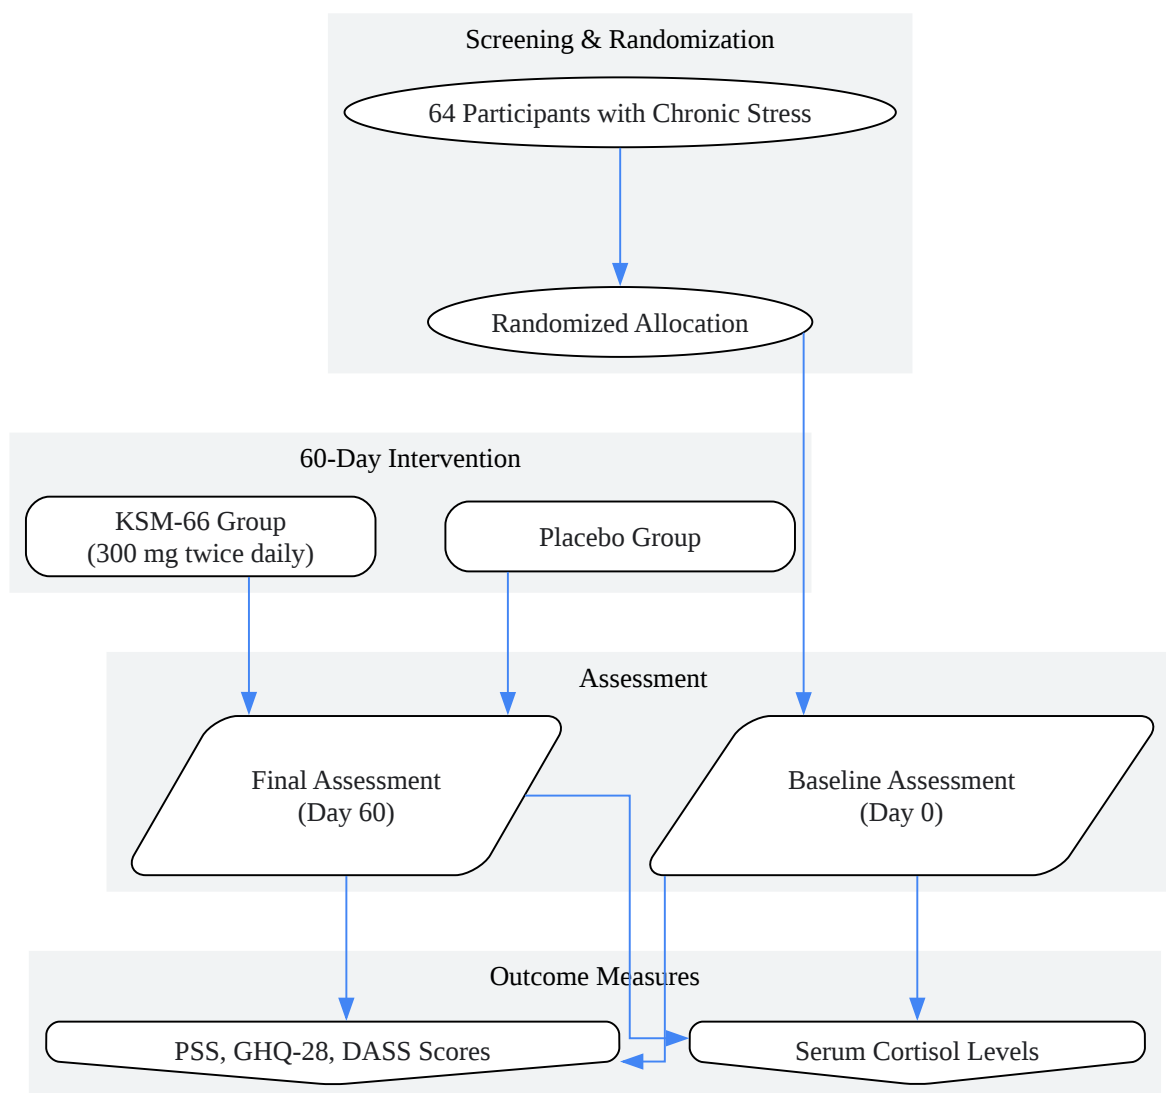 Screening & Randomization
64 Participants with Chronic Stress
Randomized Allocation
60-Day Intervention
KSM-66 Group
(300 mg twice daily)
Placebo Group
Assessment
Final Assessment
(Day 60)
Baseline Assessment
(Day 0)
Outcome Measures
PSS, GHQ-28, DASS Scores
Serum Cortisol Levels